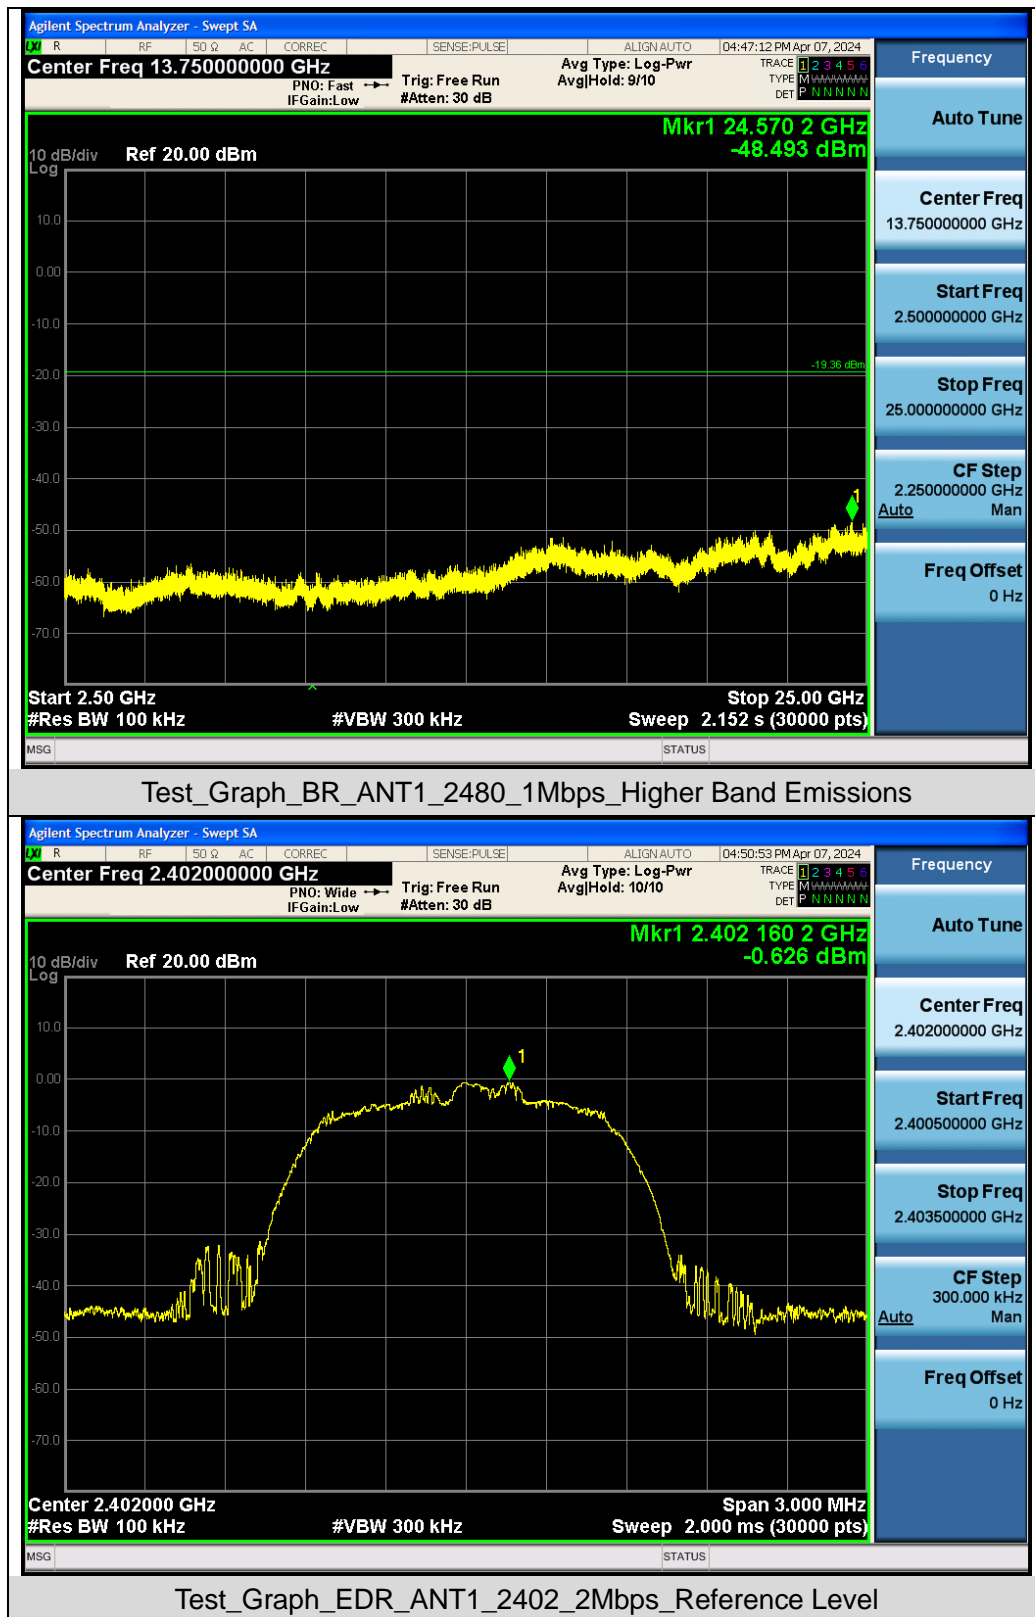 Agilent Spectrum Analyzer - Swept SA
LXI R RF 50 Ω AC CORREC SENSE:PULSE ALIGN AUTO 04:47:12 PM Apr 07, 2024
Center Freq 13.750000000 GHz
PNO: Fast
IFGain:Low
Trig: Free Run
#Atten: 30 dB
Avg Type: Log-Pwr
Avg|Hold: 9/10
TRACE 1 2 3 4 5 6
TYPE M WWWWW
DET P N N N N N
Mkr1 24.570 2 GHz
-48.493 dBm
10 dB/div Ref 20.00 dBm
Log
10.0
0.00
-10.0
-19.36 dBm
-20.0
-30.0
-40.0
1
-50.0
-60.0
-70.0
Start 2.50 GHz Stop 25.00 GHz
#Res BW 100 kHz #VBW 300 kHz Sweep 2.152 s (30000 pts)
MSG STATUS
Frequency
Auto Tune
Center Freq
13.750000000 GHz
Start Freq
2.500000000 GHz
Stop Freq
25.000000000 GHz
CF Step
2.250000000 GHz
Auto Man
Freq Offset
0 Hz
Test_Graph_BR_ANT1_2480_1Mbps_Higher Band Emissions
Agilent Spectrum Analyzer - Swept SA
LXI R RF 50 Ω AC CORREC SENSE:PULSE ALIGN AUTO 04:50:53 PM Apr 07, 2024
Center Freq 2.402000000 GHz
PNO: Wide
IFGain:Low
Trig: Free Run
#Atten: 30 dB
Avg Type: Log-Pwr
Avg|Hold: 10/10
TRACE 1 2 3 4 5 6
TYPE M WWWWW
DET P N N N N N
Mkr1 2.402 160 2 GHz
-0.626 dBm
10 dB/div Ref 20.00 dBm
Log
10.0
1
0.00
-10.0
-20.0
-30.0
-40.0
-50.0
-60.0
-70.0
Center 2.402000 GHz Span 3.000 MHz
#Res BW 100 kHz #VBW 300 kHz Sweep 2.000 ms (30000 pts)
MSG STATUS
Frequency
Auto Tune
Center Freq
2.402000000 GHz
Start Freq
2.400500000 GHz
Stop Freq
2.403500000 GHz
CF Step
300.000 kHz
Auto Man
Freq Offset
0 Hz
Test_Graph_EDR_ANT1_2402_2Mbps_Reference Level